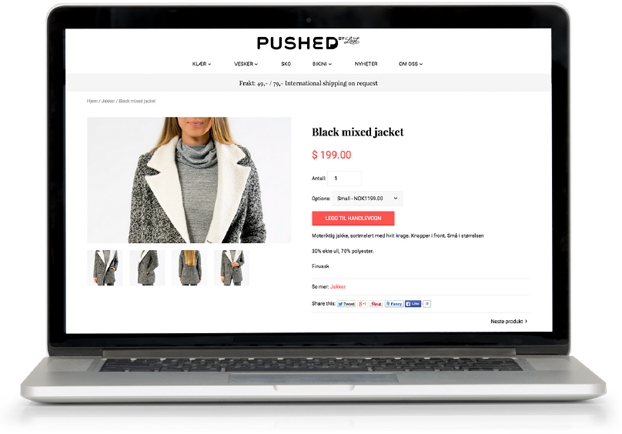 PUSHED BY
KLÆR VESKER SKO BIKINI NYHETER OM OSS
Frakt: 49,- / 79,- International shipping on request
Hjem / Jakker / Black mixed jacket
Black mixed jacket
$ 199.00
Antall: 1
Options: Small - NOK1199.00
LEGG TIL HANDLEVOGN
Moteriktig jakke, sortmelert med hvit krage. Knapper i front. Små i størrelsen
30% ekte ull, 70% polyester.
Finvask
Se mer: Jakker
Share this: Tweet +1 Pin it Fancy Like 0
Neste produkt